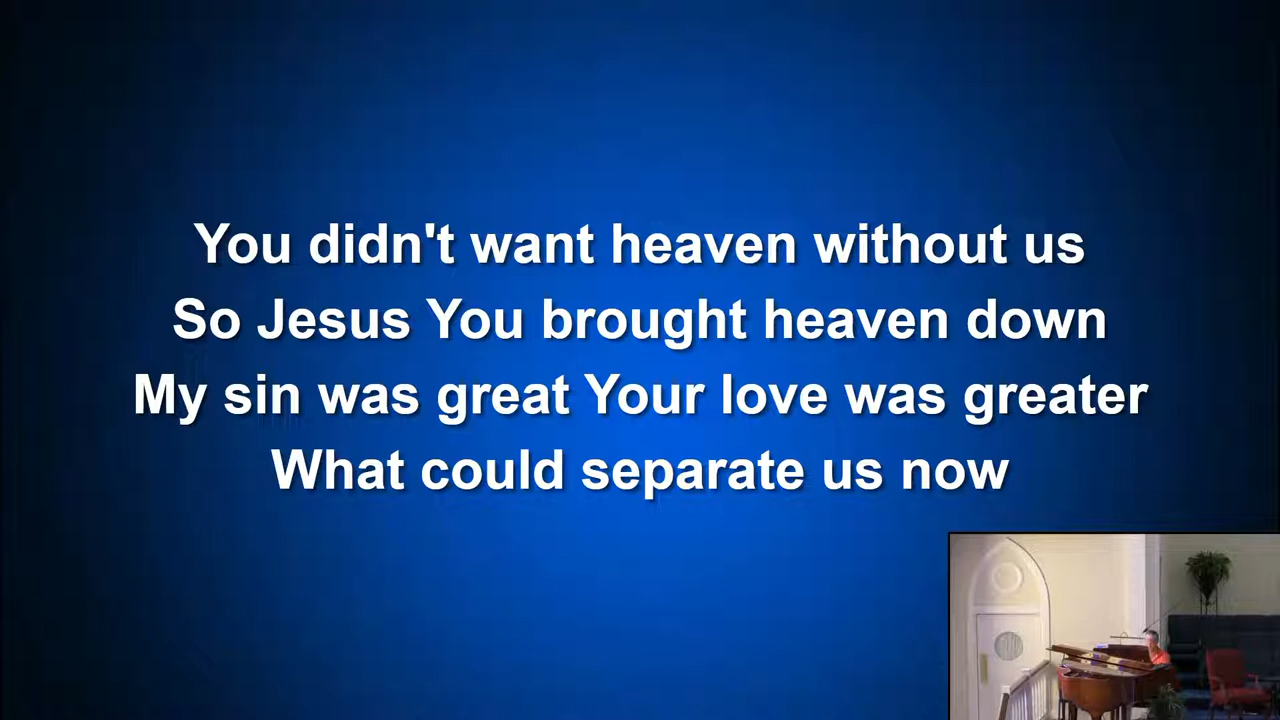 You didn't want heaven without us
So Jesus You brought heaven down
My sin was great Your love was greater
What could separate us now